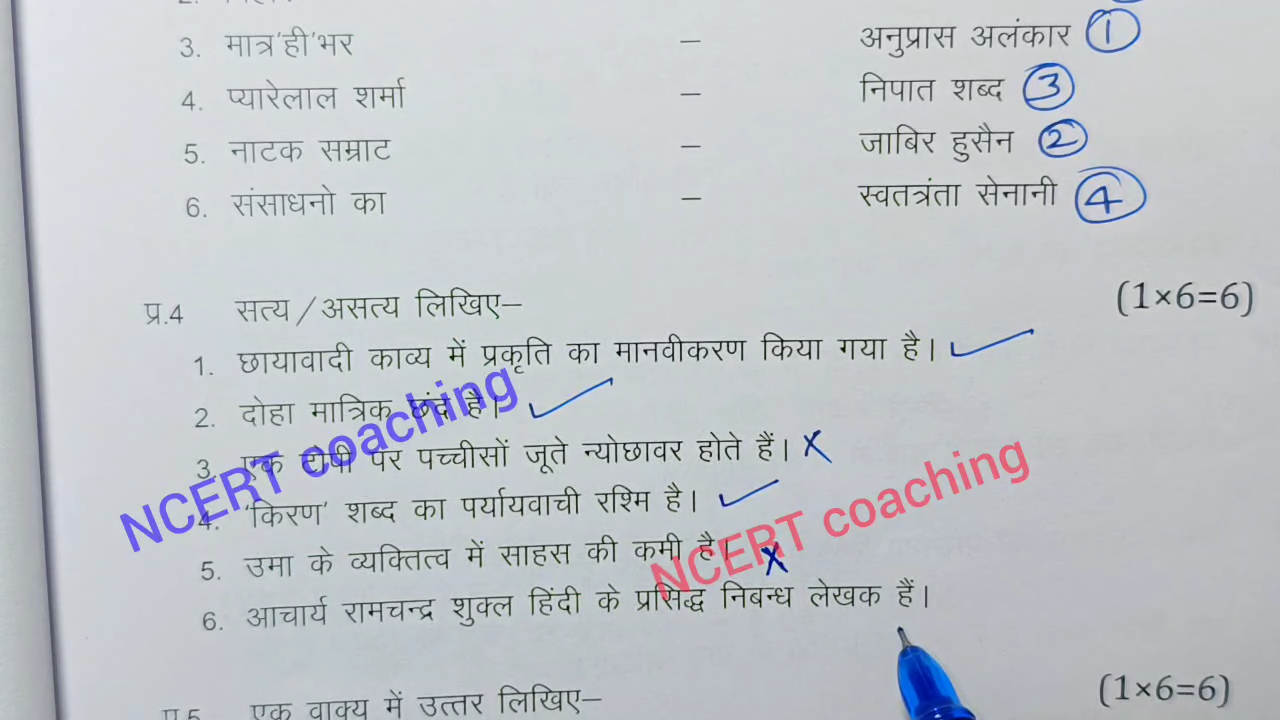 3. मात्र'ही'भर – अनुप्रास अलंकार 1
4. प्यारेलाल शर्मा – निपात शब्द 3
5. नाटक सम्राट – जाबिर हुसैन 2
6. संसाधनो का – स्वतत्रंता सेनानी 4
प्र.4 सत्य/असत्य लिखिए– (1×6=6)
1. छायावादी काव्य में प्रकृति का मानवीकरण किया गया है।
2. दोहा मात्रिक छंद है।
3. एक टोपी पर पच्चीसों जूते न्योछावर होते हैं। X
4. 'किरण' शब्द का पर्यायवाची रश्मि है।
5. उमा के व्यक्तित्व में साहस की कमी है। X
6. आचार्य रामचन्द्र शुक्ल हिंदी के प्रसिद्ध निबन्ध लेखक हैं।
प्र.5 एक वाक्य में उत्तर लिखिए– (1×6=6)
NCERT coaching
NCERT coaching